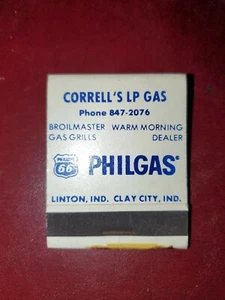 CORRELL'S LP GAS
Phone 847-2076
BROILMASTER WARM MORNING
GAS GRILLS DEALER
PHILLIPS
66
PHILGAS®
LINTON, IND. CLAY CITY, IND.